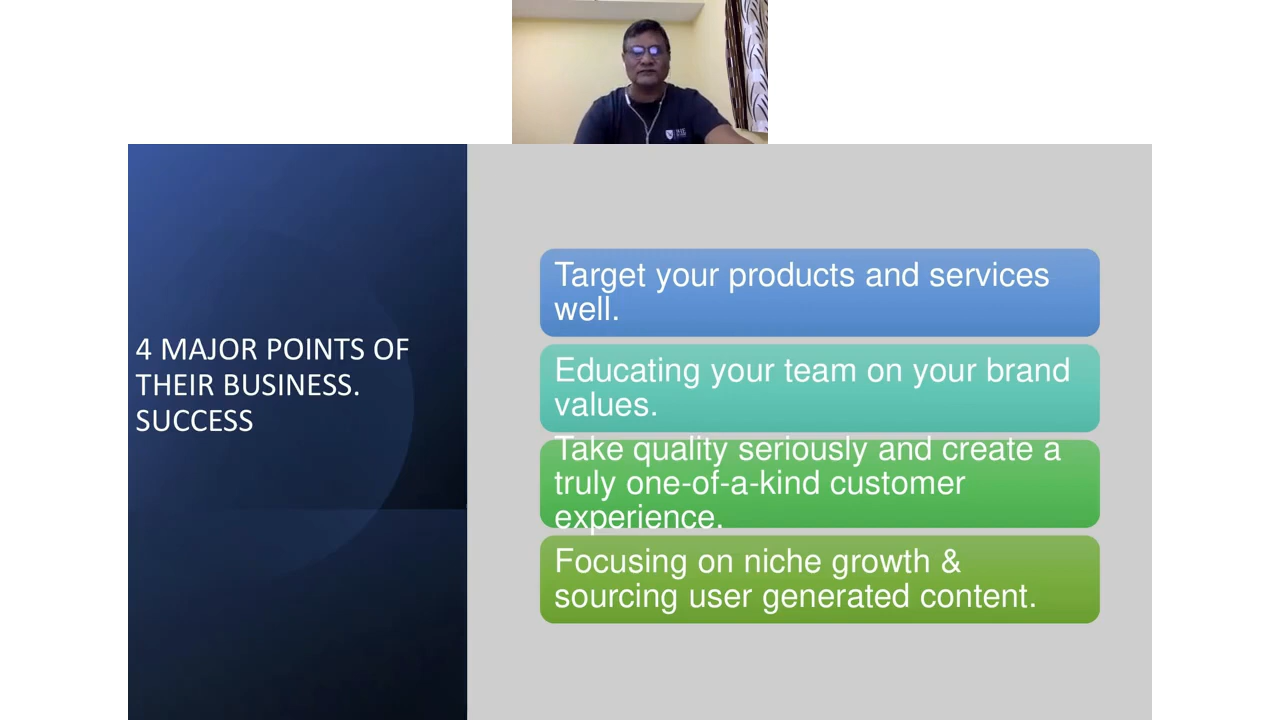 4 MAJOR POINTS OF
THEIR BUSINESS.
SUCCESS
Target your products and services
well.
Educating your team on your brand
values.
Take quality seriously and create a
truly one-of-a-kind customer
experience.
Focusing on niche growth &
sourcing user generated content.